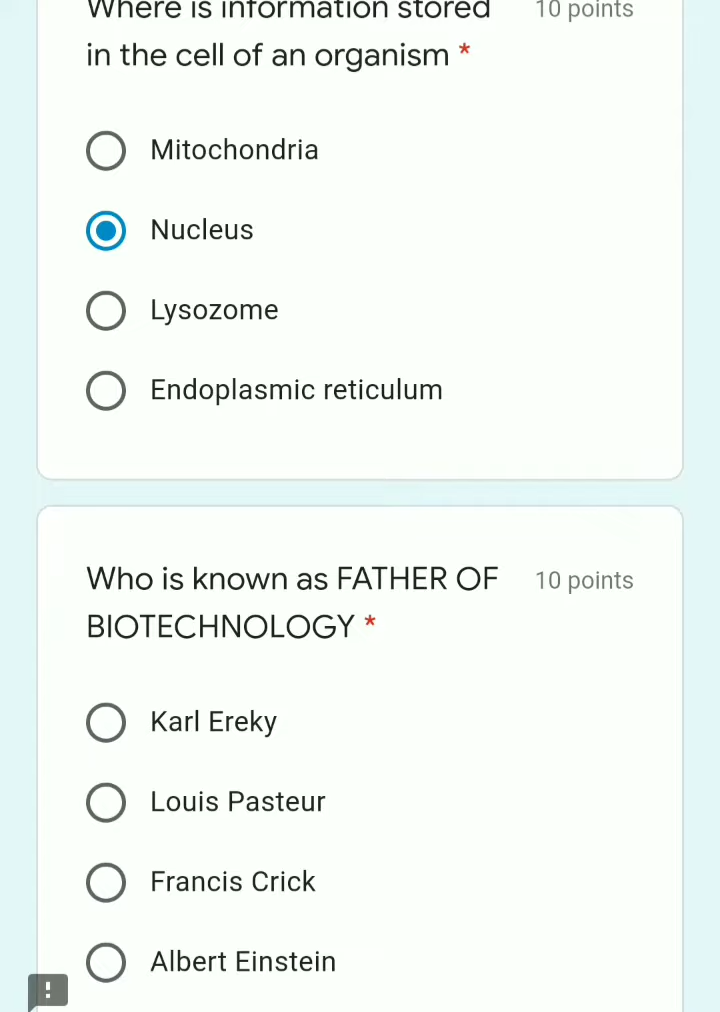 Where is information stored 10 points
in the cell of an organism *
Mitochondria
Nucleus
Lysozome
Endoplasmic reticulum
Who is known as FATHER OF 10 points
BIOTECHNOLOGY *
Karl Ereky
Louis Pasteur
Francis Crick
Albert Einstein
!